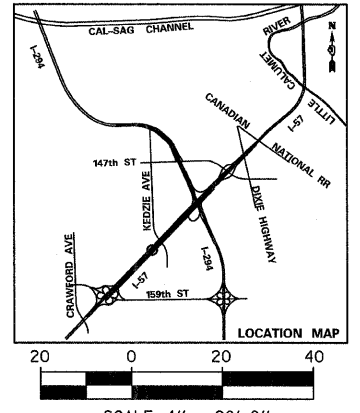 RIVER
CAL-SAG CHANNEL
N
I-294
CALUMET
LITTLE
CANADIAN
I-57
NATIONAL RR
147th ST
KEDZIE AVE
DIXIE HIGHWAY
CRAWFORD AVE
I-294
I-57
159th ST
LOCATION MAP
20 0 20 40